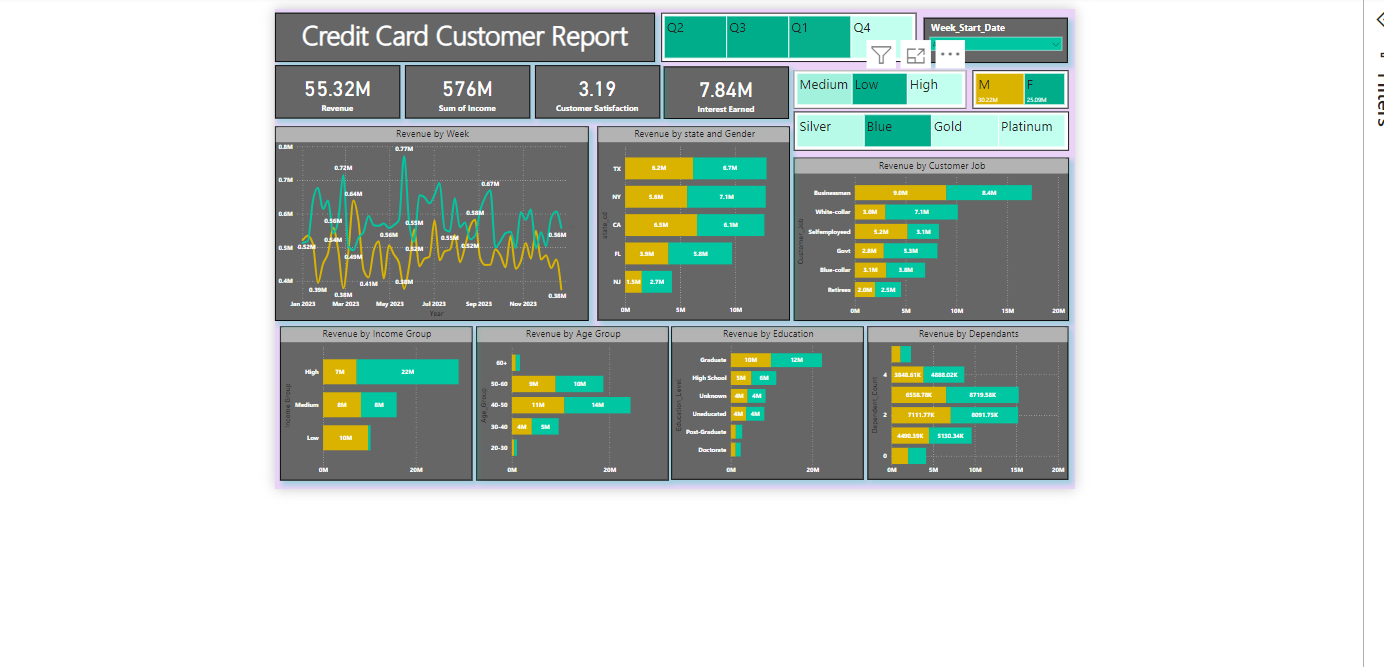 Credit Card Customer Report
Q2 Q3 Q1 Q4
Week_Start_Date
55.32M
Revenue
576M
Sum of Income
3.19
Customer Satisfaction
7.84M
Interest Earned
Medium Low High
M F
30.22M 25.09M
Silver Blue Gold Platinum
Revenue by Week
0.8M
0.7M
0.6M
0.5M
0.4M
0.77M
0.72M
0.64M
0.67M
0.58M
0.56M
0.54M
0.52M
0.49M
0.56M
0.55M
0.52M
0.55M
0.52M
0.56M
0.39M
0.38M
0.41M
0.38M
0.38M
Jan 2023 Mar 2023 May 2023 Jul 2023 Sep 2023 Nov 2023
Year
Revenue by state and Gender
TX 6.2M 6.7M
NY 5.6M 7.1M
CA 6.5M 6.1M
FL 3.9M 5.8M
NJ 1.5M 2.7M
0M 5M 10M
Revenue by Customer Job
Customer_Job
Businessman 9.0M 8.4M
White-collar 3.0M 7.1M
Selfemployeed 5.2M 3.1M
Govt 2.8M 5.3M
Blue-collar 3.1M 3.8M
Retirees 2.0M 2.5M
0M 5M 10M 15M 20M
Revenue by Income Group
Income Group
High 7M 22M
Medium 8M 8M
Low 10M
0M 20M
Revenue by Age Group
Age_Group
60+
50-60 9M 10M
40-50 11M 14M
30-40 4M 5M
20-30
0M 20M
Revenue by Education
Education_Level
Graduate 10M 12M
High School 5M 6M
Unknown 4M 4M
Uneducated 4M 4M
Post-Graduate
Doctorate
0M 20M
Revenue by Dependants
Dependent_Count
4 3848.61K 4888.02K
6558.78K 8719.58K
2 7111.77K 8091.75K
4490.39K 5130.34K
0
0M 5M 10M 15M 20M
Filters